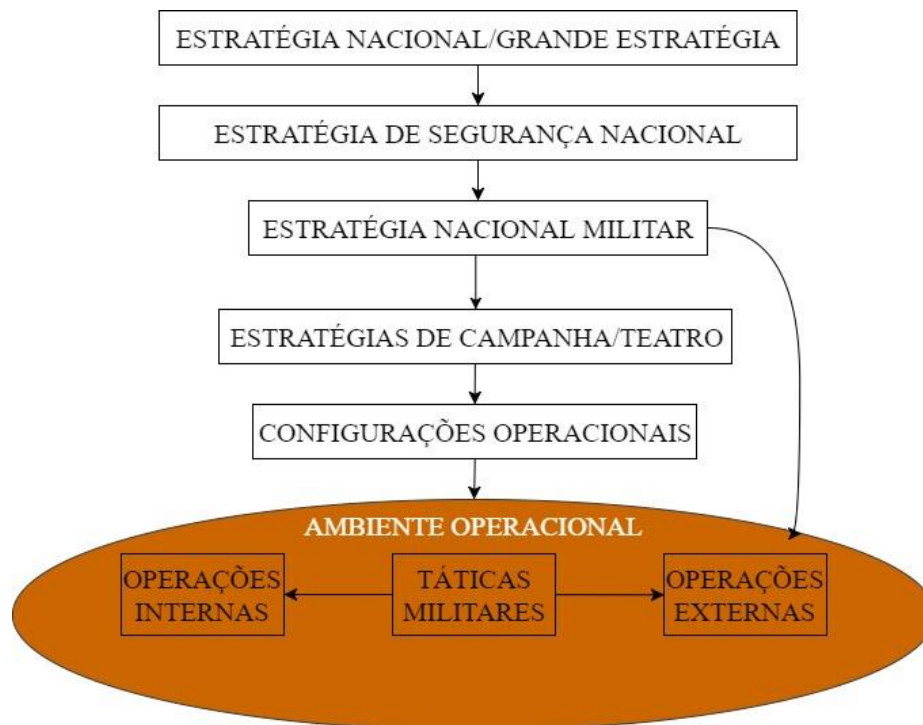 ESTRATÉGIA NACIONAL/GRANDE ESTRATÉGIA
ESTRATÉGIA DE SEGURANÇA NACIONAL
ESTRATÉGIA NACIONAL MILITAR
ESTRATÉGIAS DE CAMPANHA/TEATRO
CONFIGURAÇÕES OPERACIONAIS
AMBIENTE OPERACIONAL
OPERAÇÕES
INTERNAS
TÁTICAS
MILITARES
OPERAÇÕES
EXTERNAS